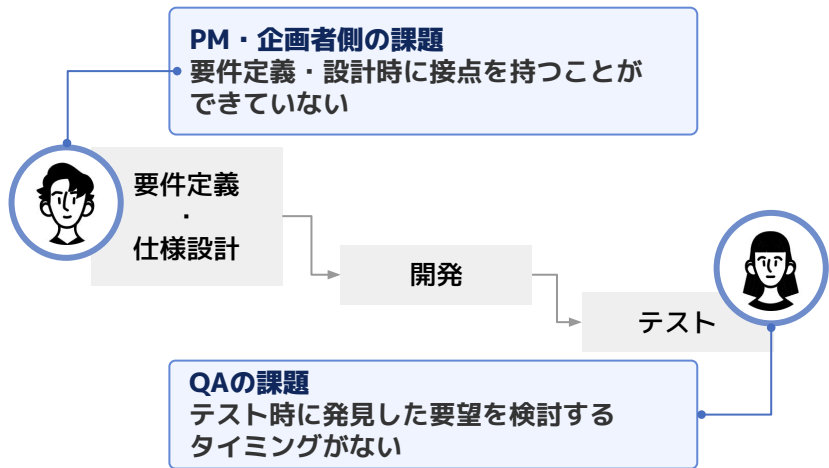 PM・企画者側の課題
要件定義・設計時に接点を持つことが
できていない
要件定義
・
仕様設計
開発
テスト
QAの課題
テスト時に発見した要望を検討する
タイミングがない